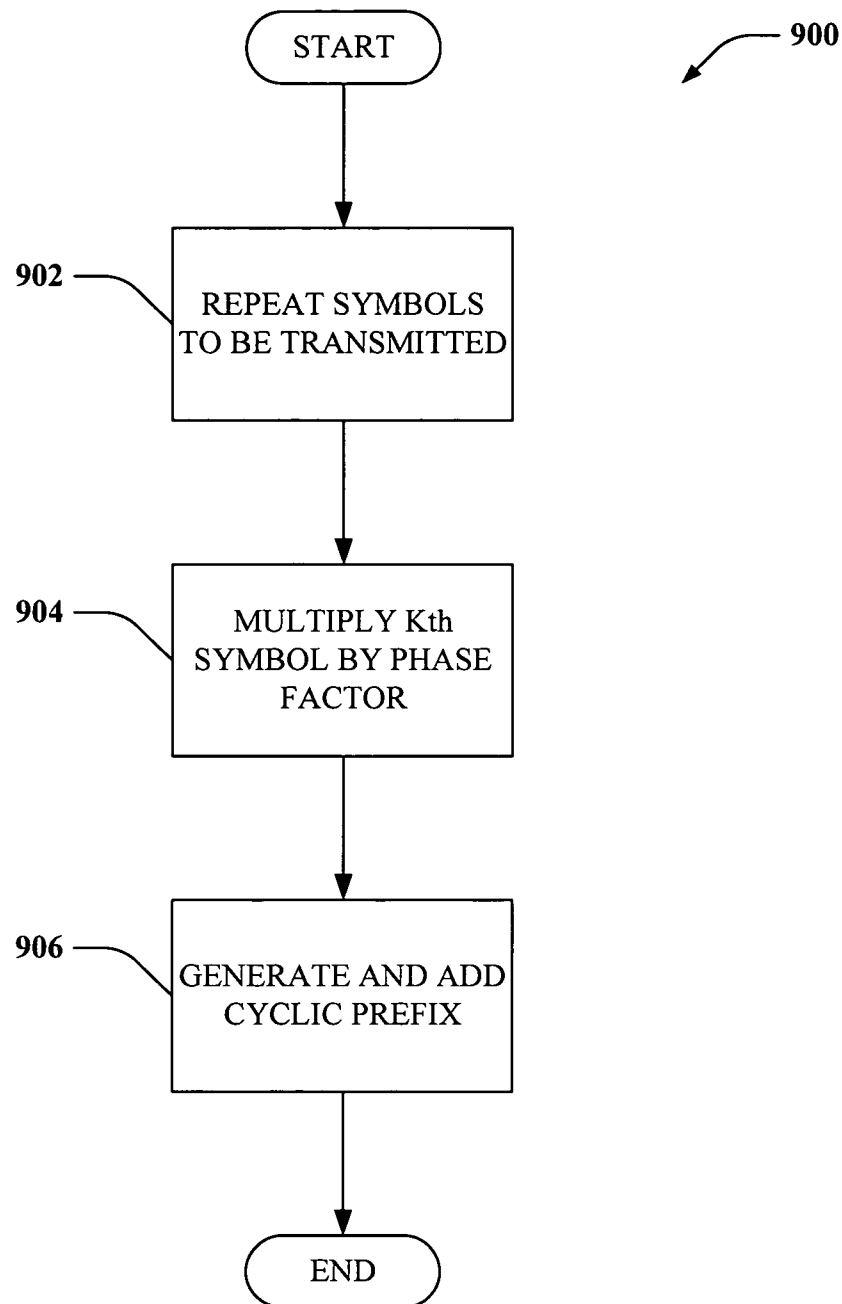 START
900
902
REPEAT SYMBOLS
TO BE TRANSMITTED
904
MULTIPLY Kth
SYMBOL BY PHASE
FACTOR
906
GENERATE AND ADD
CYCLIC PREFIX
END